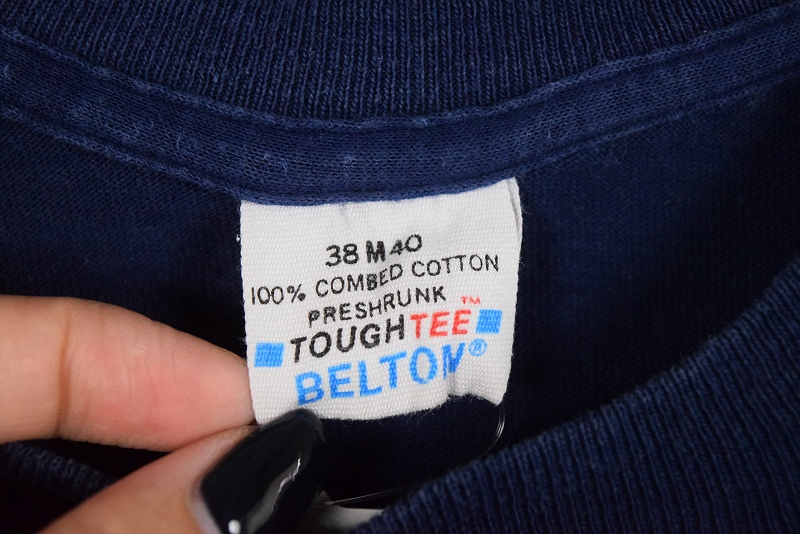 38 M 40
100% COMBED COTTON
PRESHRUNK
TOUGHTEE™
BELTON®